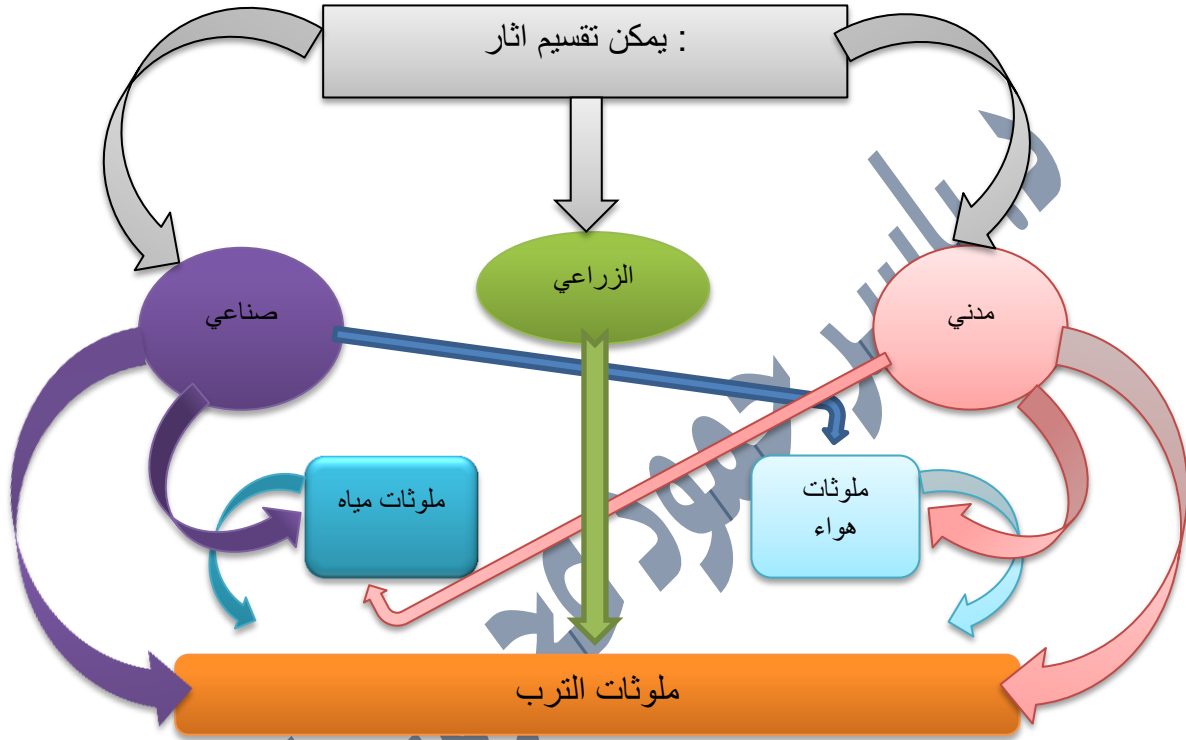 يمكن تقسيم اثار :
مدني
الزراعي
صناعي
ملوثات
هواء
ملوثات مياه
ملوثات الترب